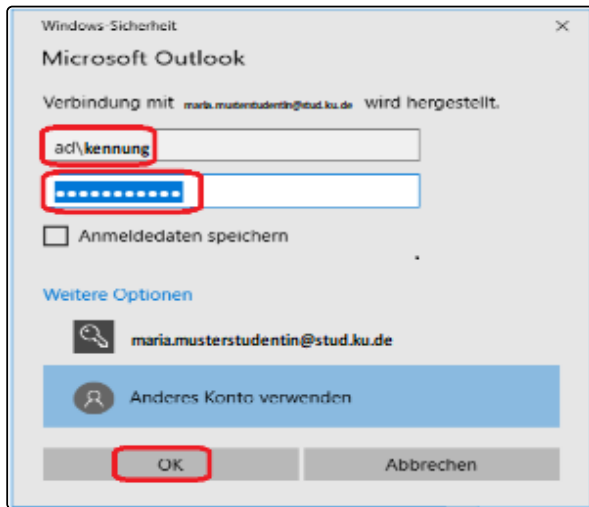 Windows-Sicherheit
Microsoft Outlook
Verbindung mit maria.musterstudentin@stud.ku.de wird hergestellt.
ad\kennung
•••••••••••
Anmeldedaten speichern
Weitere Optionen
maria.musterstudentin@stud.ku.de
Anderes Konto verwenden
OK Abbrechen